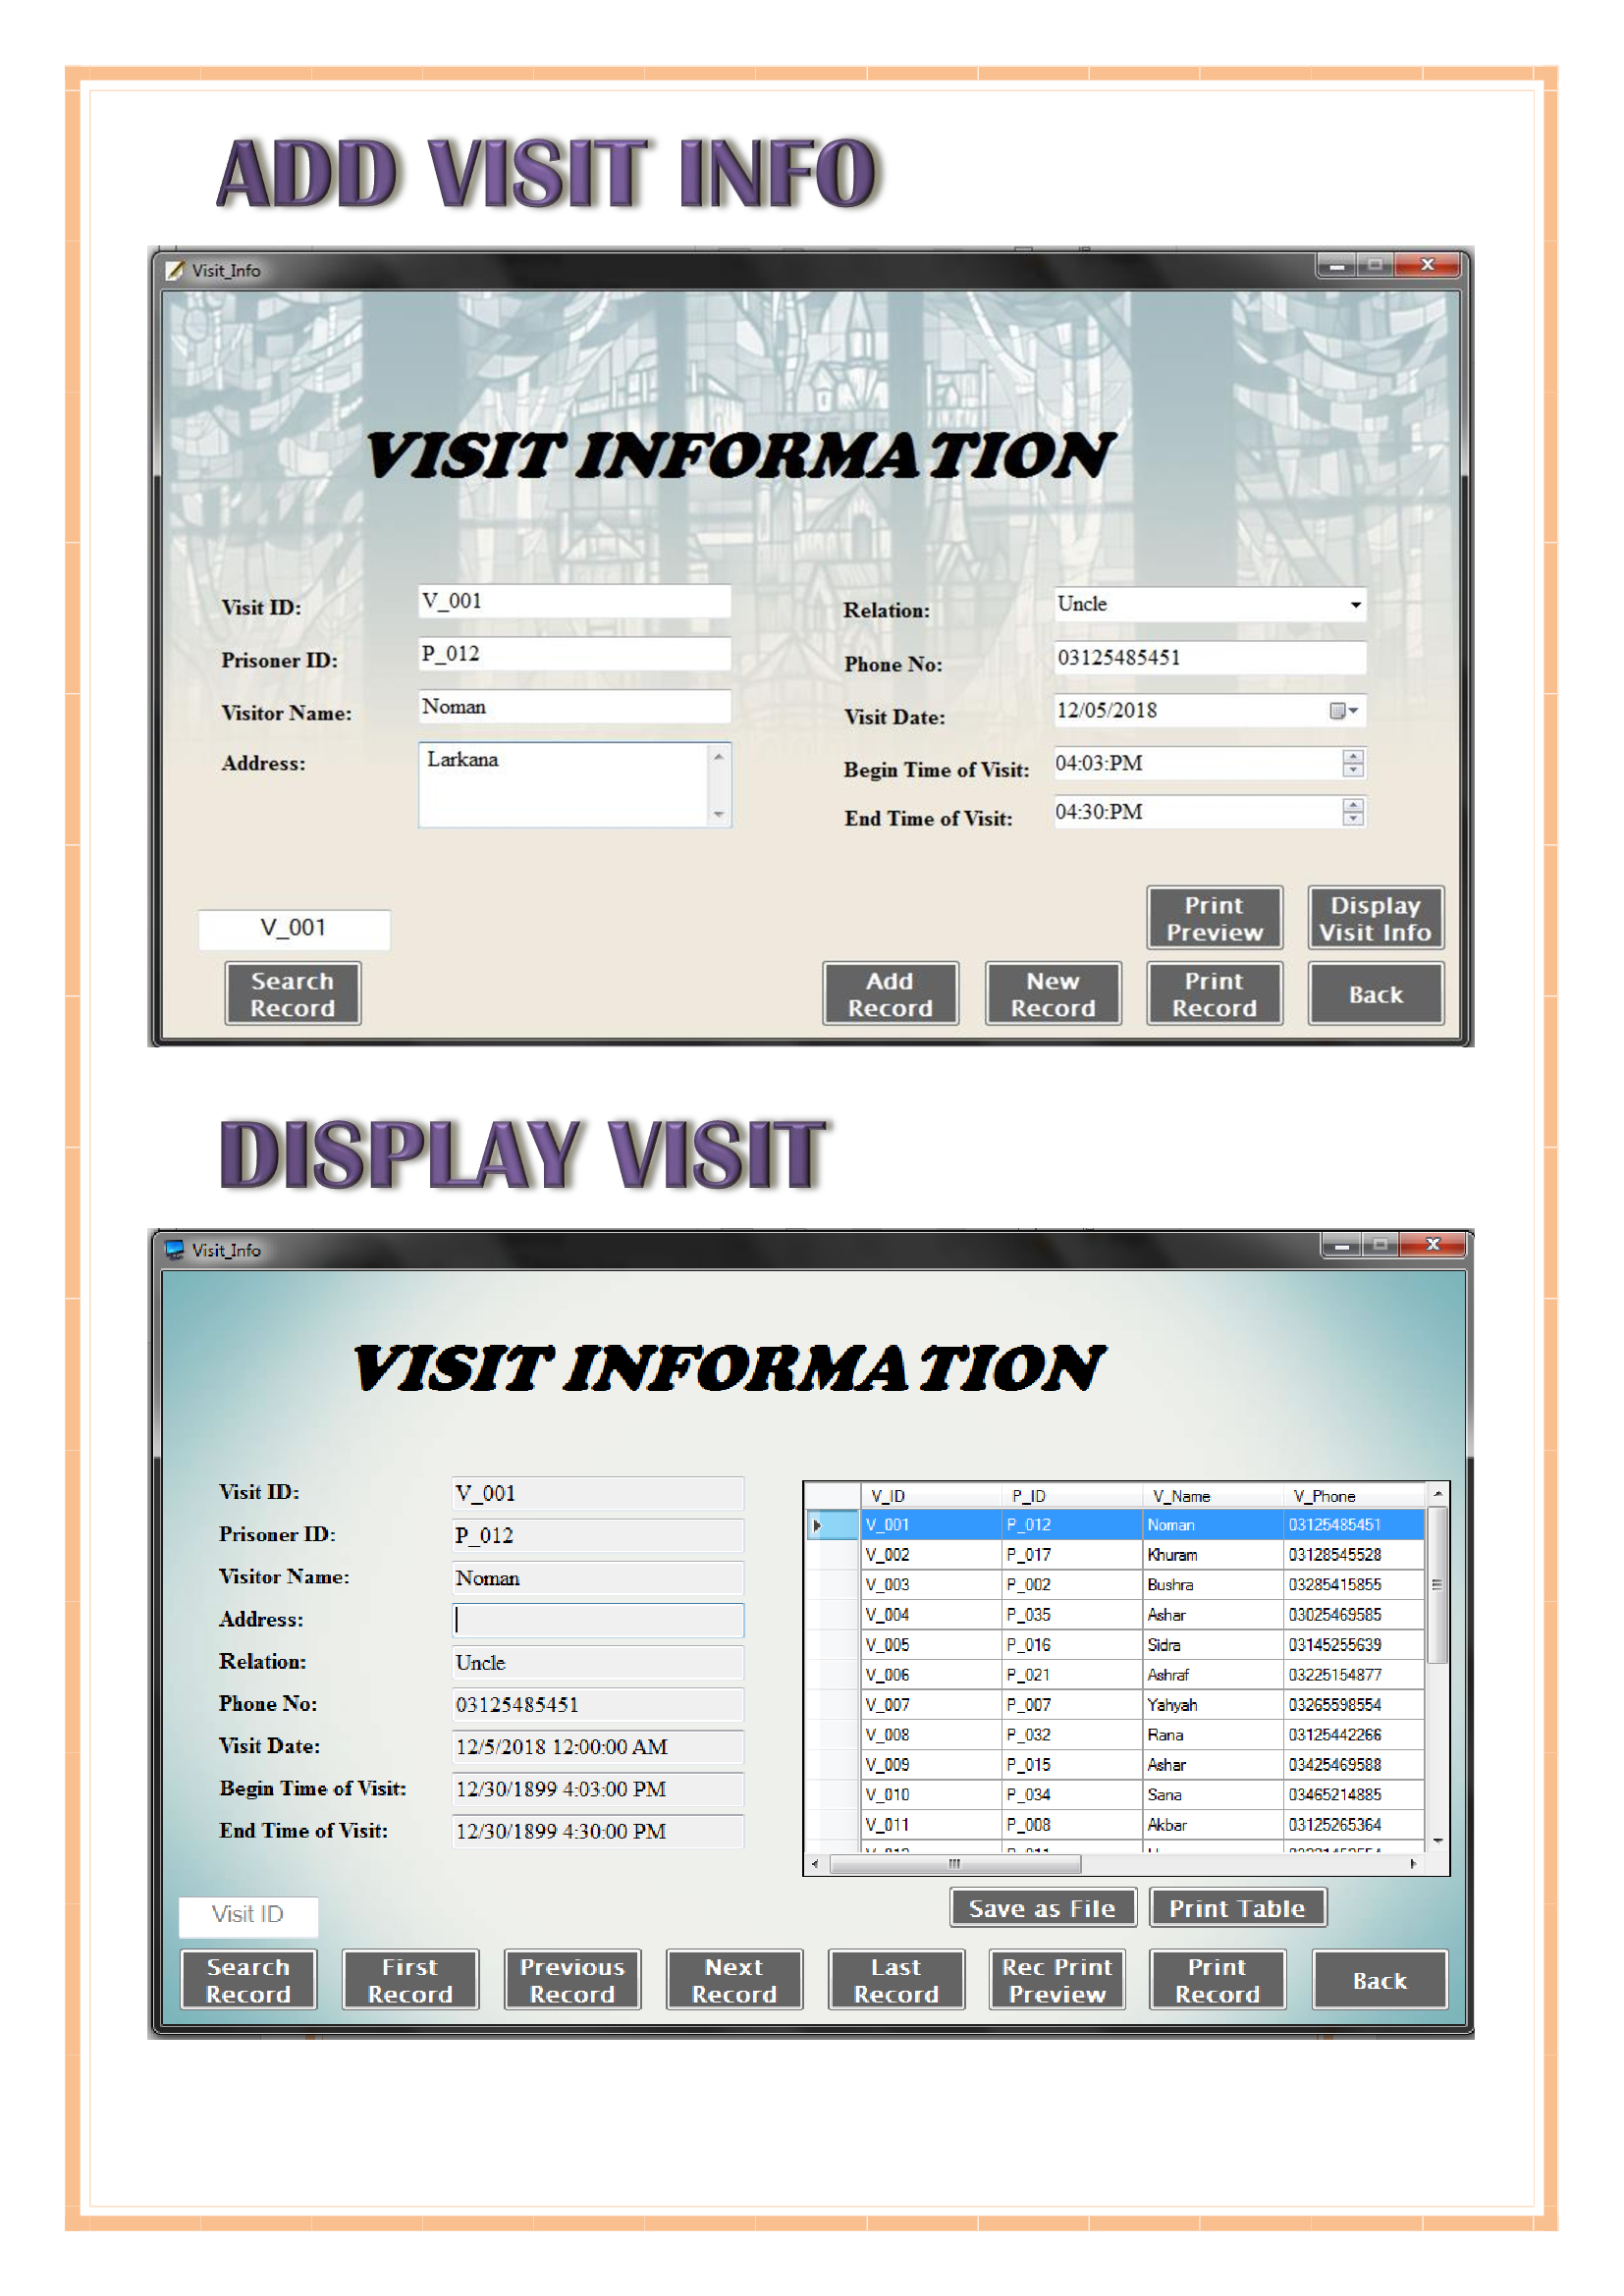 ADD VISIT INFO
Visit_Info
VISIT INFORMATION
Visit ID: V_001
Prisoner ID: P_012
Visitor Name: Noman
Address: Larkana
Relation: Uncle
Phone No: 03125485451
Visit Date: 12/05/2018
Begin Time of Visit: 04:03:PM
End Time of Visit: 04:30:PM
V_001
Search Record
Print Preview
Display Visit Info
Add Record
New Record
Print Record
Back
DISPLAY VISIT
Visit_Info
VISIT INFORMATION
Visit ID: V_001
Prisoner ID: P_012
Visitor Name: Noman
Address:
Relation: Uncle
Phone No: 03125485451
Visit Date: 12/5/2018 12:00:00 AM
Begin Time of Visit: 12/30/1899 4:03:00 PM
End Time of Visit: 12/30/1899 4:30:00 PM
V_ID P_ID V_Name V_Phone
V_001 P_012 Noman 03125485451
V_002 P_017 Khuram 03128545528
V_003 P_002 Bushra 03285415855
V_004 P_035 Ashar 03025469585
V_005 P_016 Sidra 03145255639
V_006 P_021 Ashraf 03225154877
V_007 P_007 Yahyah 03265598554
V_008 P_032 Rana 03125442266
V_009 P_015 Ashar 03425469588
V_010 P_034 Sana 03465214885
V_011 P_008 Akbar 03125265364
Save as File
Print Table
Visit ID
Search Record
First Record
Previous Record
Next Record
Last Record
Rec Print Preview
Print Record
Back